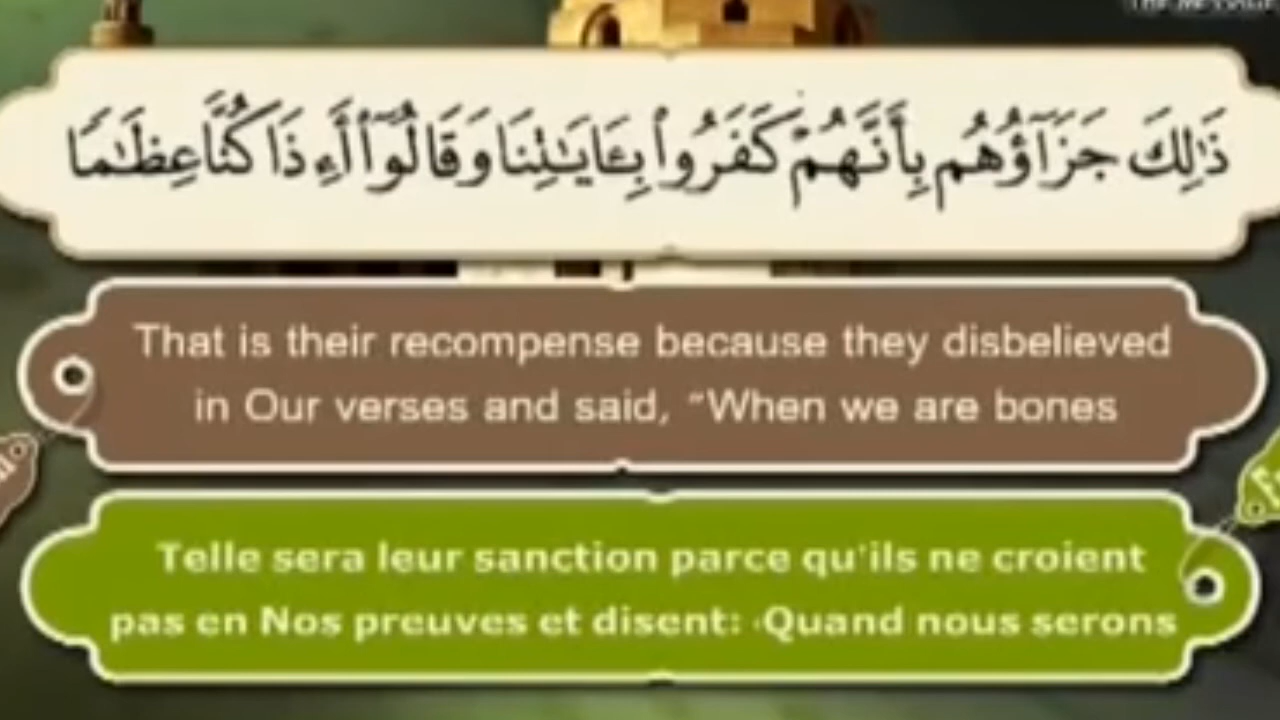 ذَٰلِكَ جَزَآؤُهُم بِأَنَّهُمْ كَفَرُوا۟ بِـَٔايَـٰتِنَا وَقَالُوٓا۟ أَءِذَا كُنَّا عِظَـٰمًا
That is their recompense because they disbelieved
in Our verses and said, “When we are bones
Telle sera leur sanction parce qu'ils ne croient
pas en Nos preuves et disent: ‹Quand nous serons